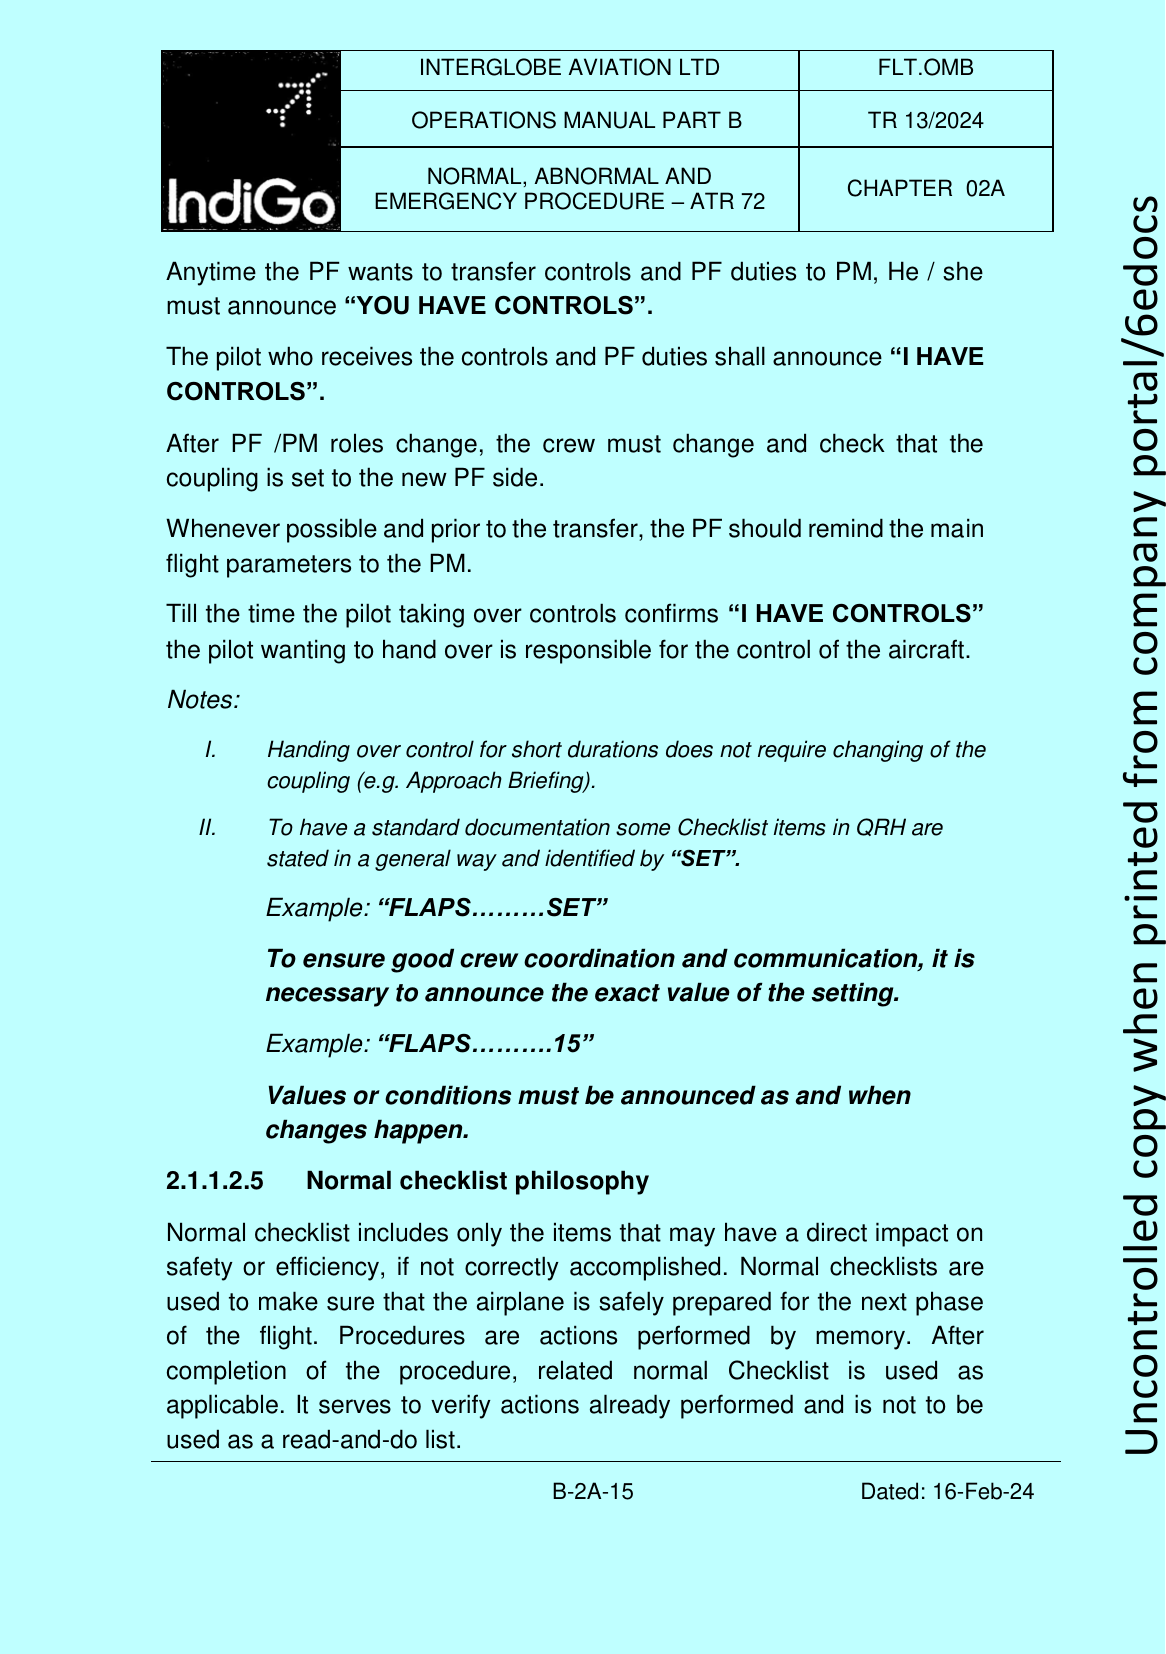 IndiGo
INTERGLOBE AVIATION LTD
FLT.OMB
OPERATIONS MANUAL PART B
TR 13/2024
NORMAL, ABNORMAL AND
EMERGENCY PROCEDURE – ATR 72
CHAPTER 02A
Anytime the PF wants to transfer controls and PF duties to PM, He / she
must announce “YOU HAVE CONTROLS”.
The pilot who receives the controls and PF duties shall announce “I HAVE
CONTROLS”.
After PF /PM roles change, the crew must change and check that the
coupling is set to the new PF side.
Whenever possible and prior to the transfer, the PF should remind the main
flight parameters to the PM.
Till the time the pilot taking over controls confirms “I HAVE CONTROLS”
the pilot wanting to hand over is responsible for the control of the aircraft.
Notes:
I. Handing over control for short durations does not require changing of the
coupling (e.g. Approach Briefing).
II. To have a standard documentation some Checklist items in QRH are
stated in a general way and identified by “SET”.
Example: “FLAPS………SET”
To ensure good crew coordination and communication, it is
necessary to announce the exact value of the setting.
Example: “FLAPS……….15”
Values or conditions must be announced as and when
changes happen.
2.1.1.2.5 Normal checklist philosophy
Normal checklist includes only the items that may have a direct impact on
safety or efficiency, if not correctly accomplished. Normal checklists are
used to make sure that the airplane is safely prepared for the next phase
of the flight. Procedures are actions performed by memory. After
completion of the procedure, related normal Checklist is used as
applicable. It serves to verify actions already performed and is not to be
used as a read-and-do list.
B-2A-15
Dated: 16-Feb-24
Uncontrolled copy when printed from company portal/6edocs